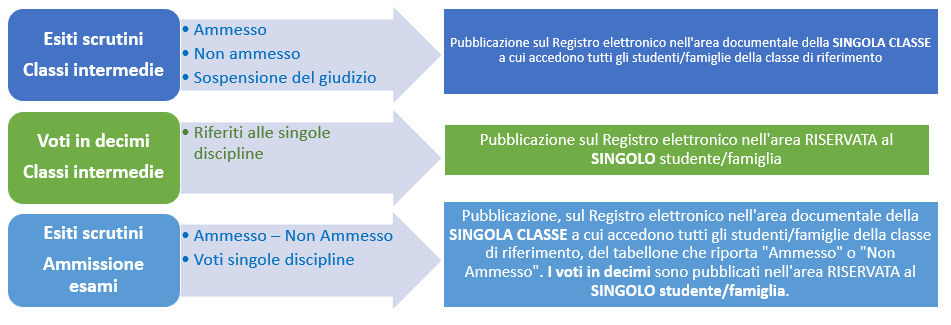 Esiti scrutini
Classi intermedie
• Ammesso
• Non ammesso
• Sospensione del giudizio
Pubblicazione sul Registro elettronico nell'area documentale della SINGOLA CLASSE
a cui accedono tutti gli studenti/famiglie della classe di riferimento
Voti in decimi
Classi intermedie
• Riferiti alle singole
discipline
Pubblicazione sul Registro elettronico nell'area RISERVATA al
SINGOLO studente/famiglia
Esiti scrutini
Ammissione
esami
• Ammesso – Non Ammesso
• Voti singole discipline
Pubblicazione, sul Registro elettronico nell'area documentale della
SINGOLA CLASSE a cui accedono tutti gli studenti/famiglie della classe
di riferimento, del tabellone che riporta "Ammesso" o "Non
Ammesso". I voti in decimi sono pubblicati nell'area RISERVATA al
SINGOLO studente/famiglia.